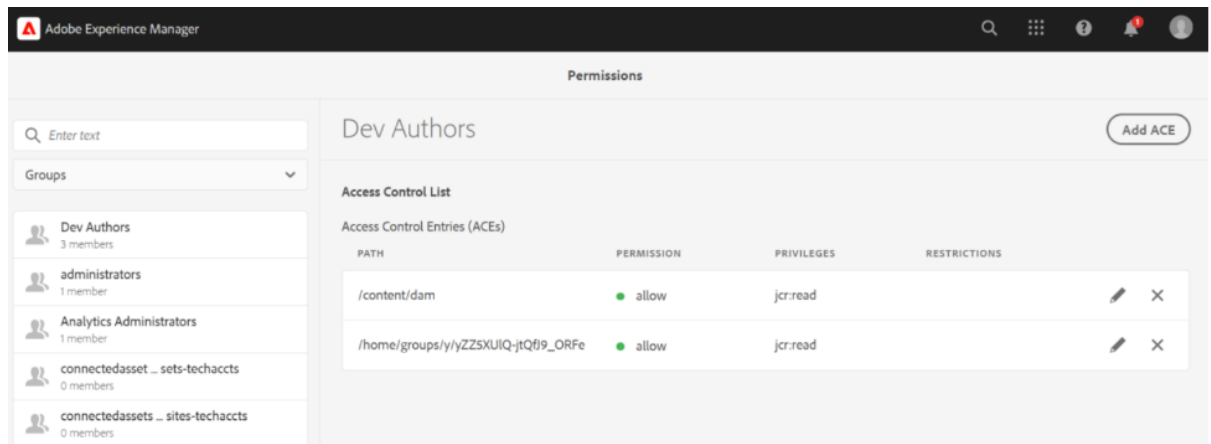 Adobe Experience Manager
1
Permissions
Enter text
Groups
Dev Authors
3 members
administrators
1 member
Analytics Administrators
1 member
connectedasset ... sets-techaccts
0 members
connectedassets ... sites-techaccts
0 members
Dev Authors
Add ACE
Access Control List
Access Control Entries (ACEs)
PATH PERMISSION PRIVILEGES RESTRICTIONS
/content/dam allow jcr:read
/home/groups/y/yZZ5XUlQ-jtQfJ9_ORFe allow jcr:read